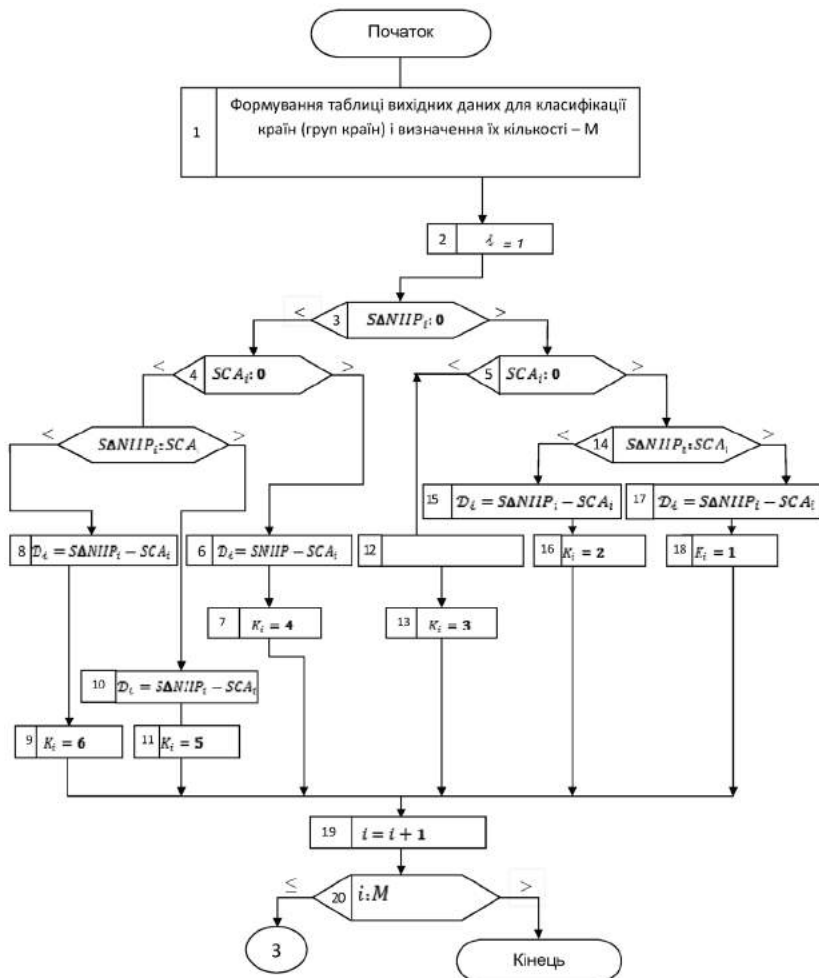 Початок
1
Формування таблиці вихідних даних для класифікації
країн (груп країн) і визначення їх кількості – М
2
i = 1
<
3
SΔNIIPᵢ: 0
>
<
4
SCAᵢ: 0
>
<
5
SCAᵢ: 0
>
<
SΔNIIPᵢ: SCA
>
<
14
SΔNIIPᵢ: SCAᵢ
>
15
Dᵢ = SΔNIIPᵢ − SCAᵢ
17
Dᵢ = SΔNIIPᵢ − SCAᵢ
8
Dᵢ = SΔNIIPᵢ − SCAᵢ
6
Dᵢ = SNIIP − SCAᵢ
12
16
Kᵢ = 2
18
Kᵢ = 1
7
Kᵢ = 4
13
Kᵢ = 3
10
Dᵢ = SΔNIIPᵢ − SCAᵢ
9
Kᵢ = 6
11
Kᵢ = 5
19
i = i + 1
≤
20
i: M
>
3
Кінець